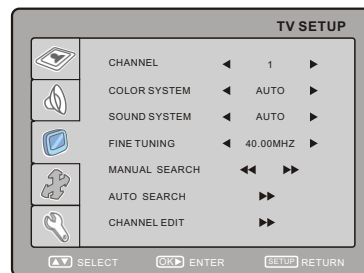 TV SETUP
CHANNEL ◀ 1 ▶
COLOR SYSTEM ◀ AUTO ▶
SOUND SYSTEM ◀ AUTO ▶
FINE TUNING ◀ 40.00MHZ ▶
MANUAL SEARCH ◀◀ ▶▶
AUTO SEARCH ▶▶
CHANNEL EDIT ▶▶
▲▼ SELECT OK▶ ENTER SETUP RETURN